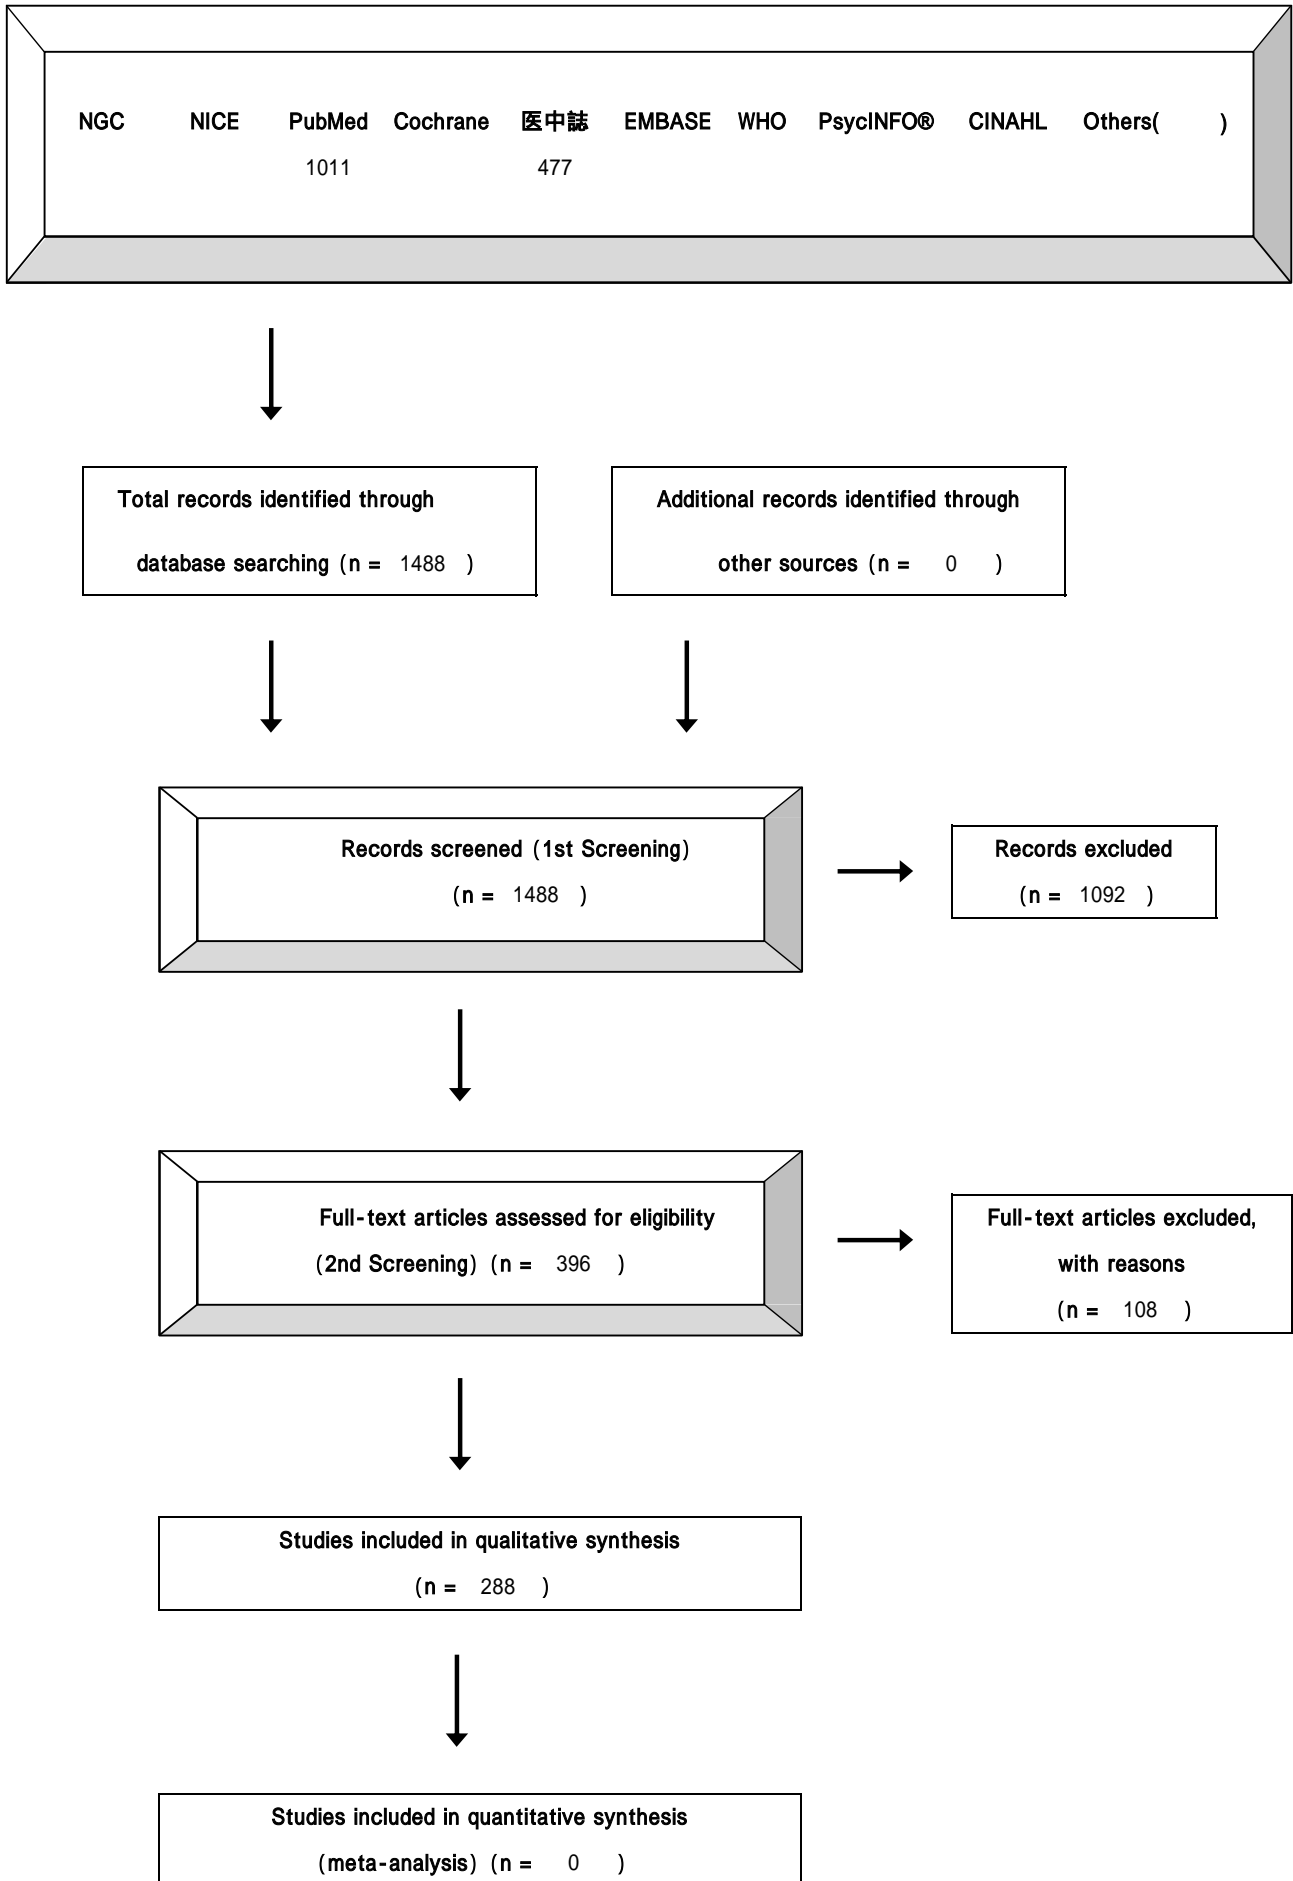 NGC NICE PubMed Cochrane 医中誌 EMBASE WHO PsycINFO® CINAHL Others( )
1011 477
Total records identified through
database searching (n = 1488 )
Additional records identified through
other sources (n = 0 )
Records screened (1st Screening)
(n = 1488 )
Records excluded
(n = 1092 )
Full-text articles assessed for eligibility
(2nd Screening) (n = 396 )
Full-text articles excluded,
with reasons
(n = 108 )
Studies included in qualitative synthesis
(n = 288 )
Studies included in quantitative synthesis
(meta-analysis) (n = 0 )